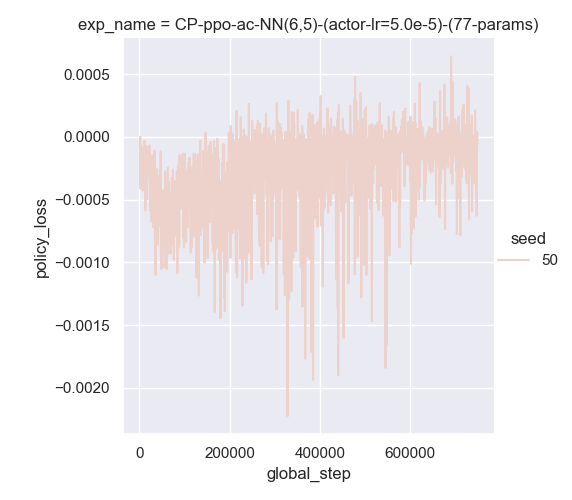 exp_name = CP-ppo-ac-NN(6,5)-(actor-lr=5.0e-5)-(77-params)
0.0005
0.0000
−0.0005
−0.0010
−0.0015
−0.0020
policy_loss
0
200000
400000
600000
global_step
seed
50